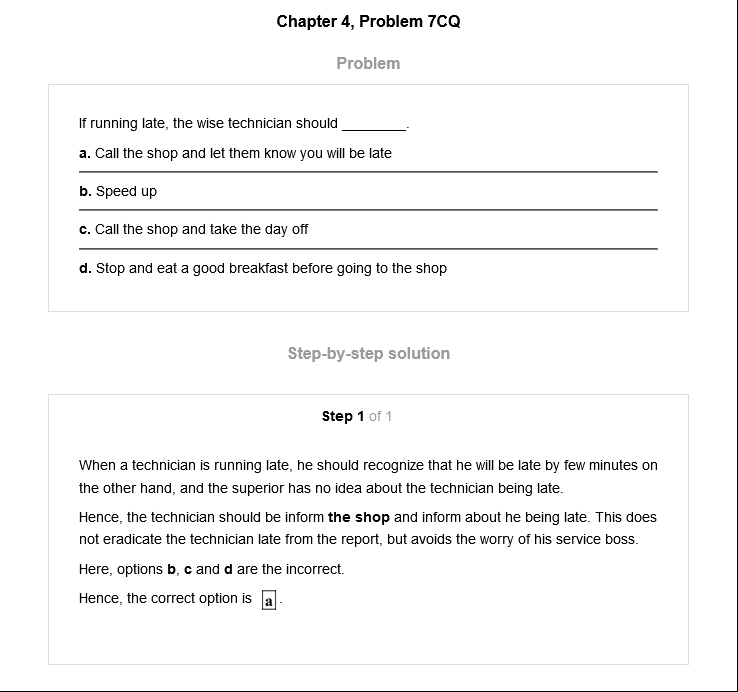 Chapter 4, Problem 7CQ
Problem
If running late, the wise technician should ________.
a. Call the shop and let them know you will be late
b. Speed up
c. Call the shop and take the day off
d. Stop and eat a good breakfast before going to the shop
Step-by-step solution
Step 1 of 1
When a technician is running late, he should recognize that he will be late by few minutes on
the other hand, and the superior has no idea about the technician being late.
Hence, the technician should be inform the shop and inform about he being late. This does
not eradicate the technician late from the report, but avoids the worry of his service boss.
Here, options b, c and d are the incorrect.
Hence, the correct option is a.